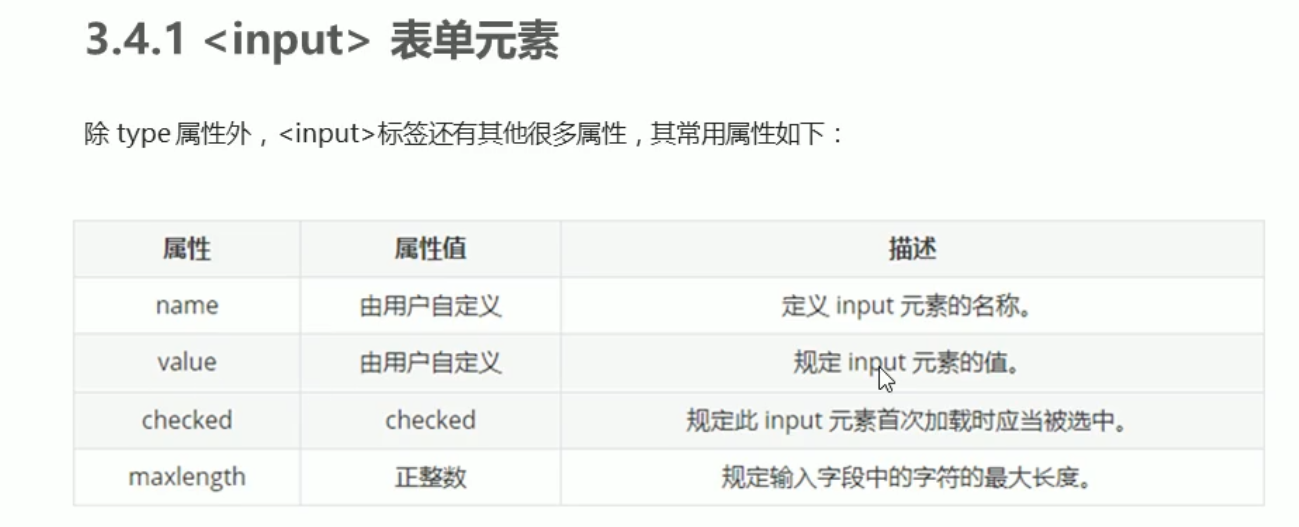 3.4.1 <input> 表单元素
除 type 属性外，<input>标签还有其他很多属性，其常用属性如下：
属性 属性值 描述
name 由用户自定义 定义 input 元素的名称。
value 由用户自定义 规定 input 元素的值。
checked checked 规定此 input 元素首次加载时应当被选中。
maxlength 正整数 规定输入字段中的字符的最大长度。